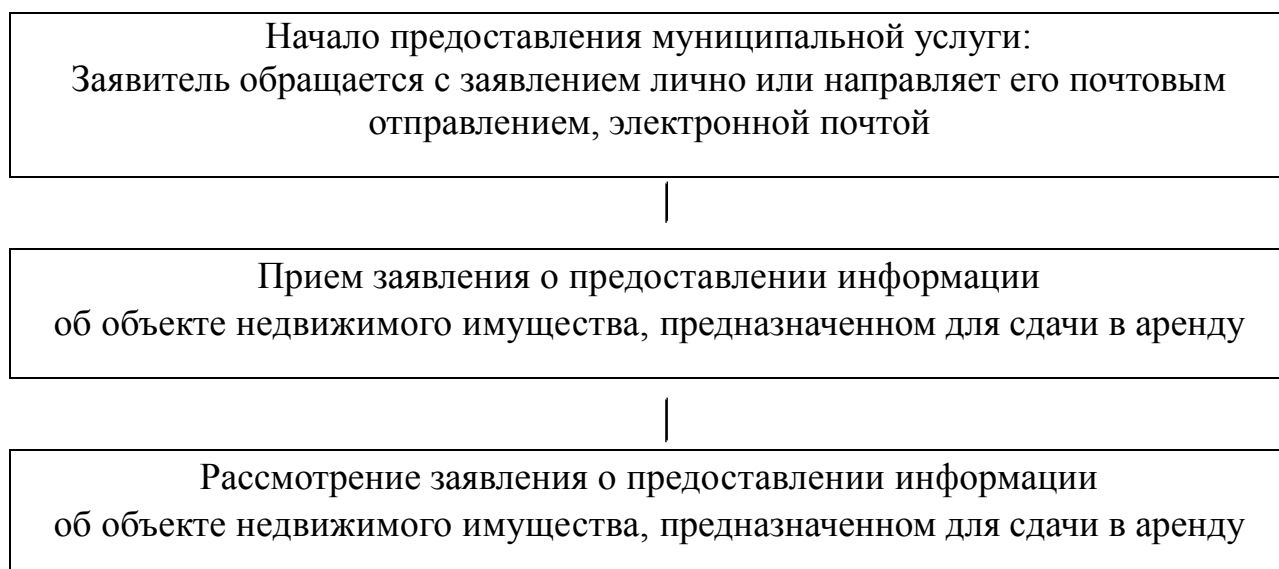 Начало предоставления муниципальной услуги:
Заявитель обращается с заявлением лично или направляет его почтовым
отправлением, электронной почтой
Прием заявления о предоставлении информации
об объекте недвижимого имущества, предназначенном для сдачи в аренду
Рассмотрение заявления о предоставлении информации
об объекте недвижимого имущества, предназначенном для сдачи в аренду